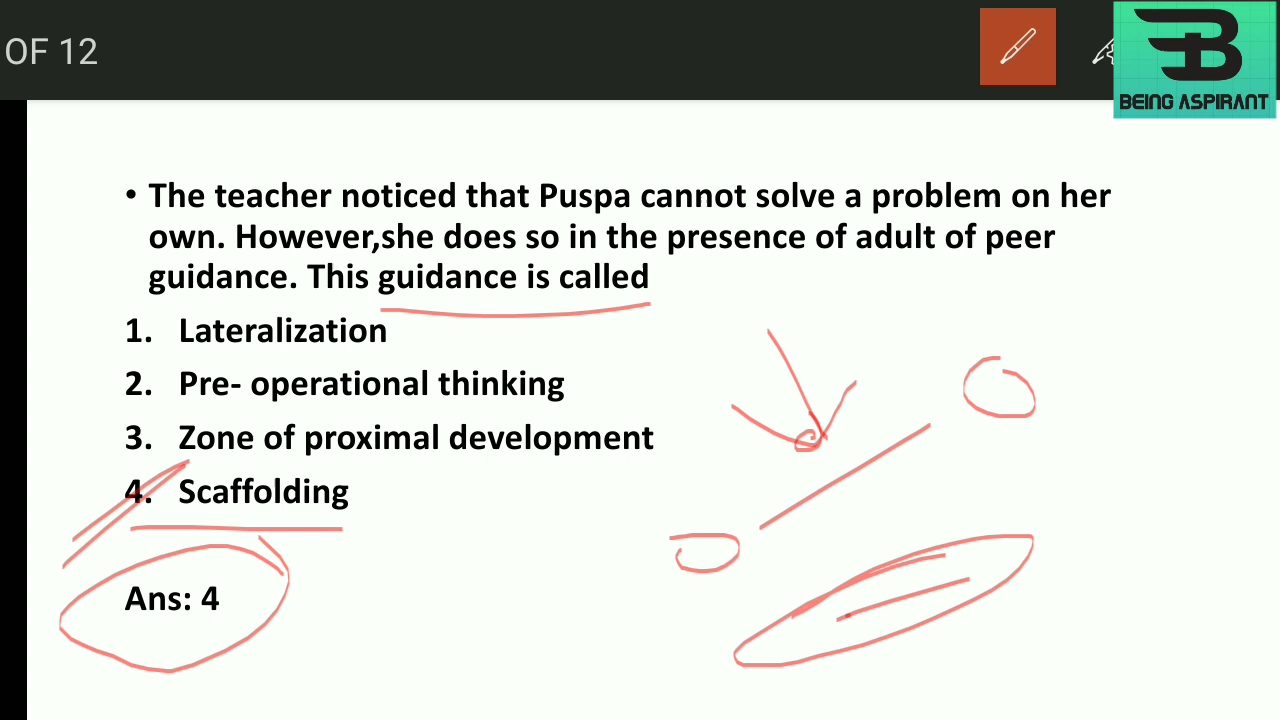 OF 12
BEING ASPIRANT
• The teacher noticed that Puspa cannot solve a problem on her
own. However,she does so in the presence of adult of peer
guidance. This guidance is called
1. Lateralization
2. Pre- operational thinking
3. Zone of proximal development
4. Scaffolding
Ans: 4